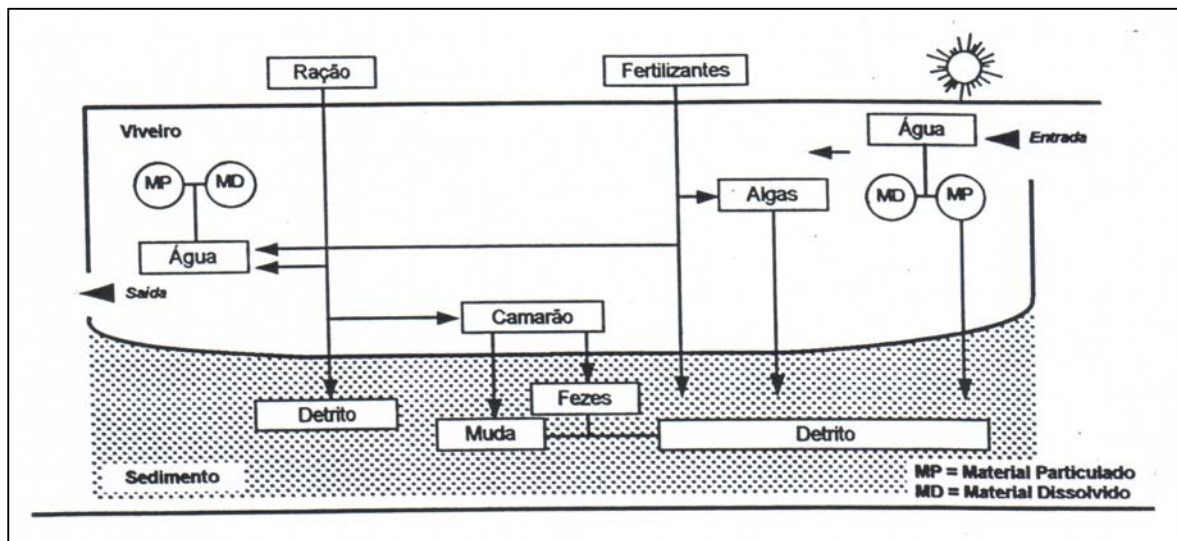 Ração
Fertilizantes
Viveiro
Água
Entrada
MP
MD
Algas
MD
MP
Água
Saída
Camarão
Fezes
Detrito
Muda
Detrito
Sedimento
MP = Material Particulado
MD = Material Dissolvido